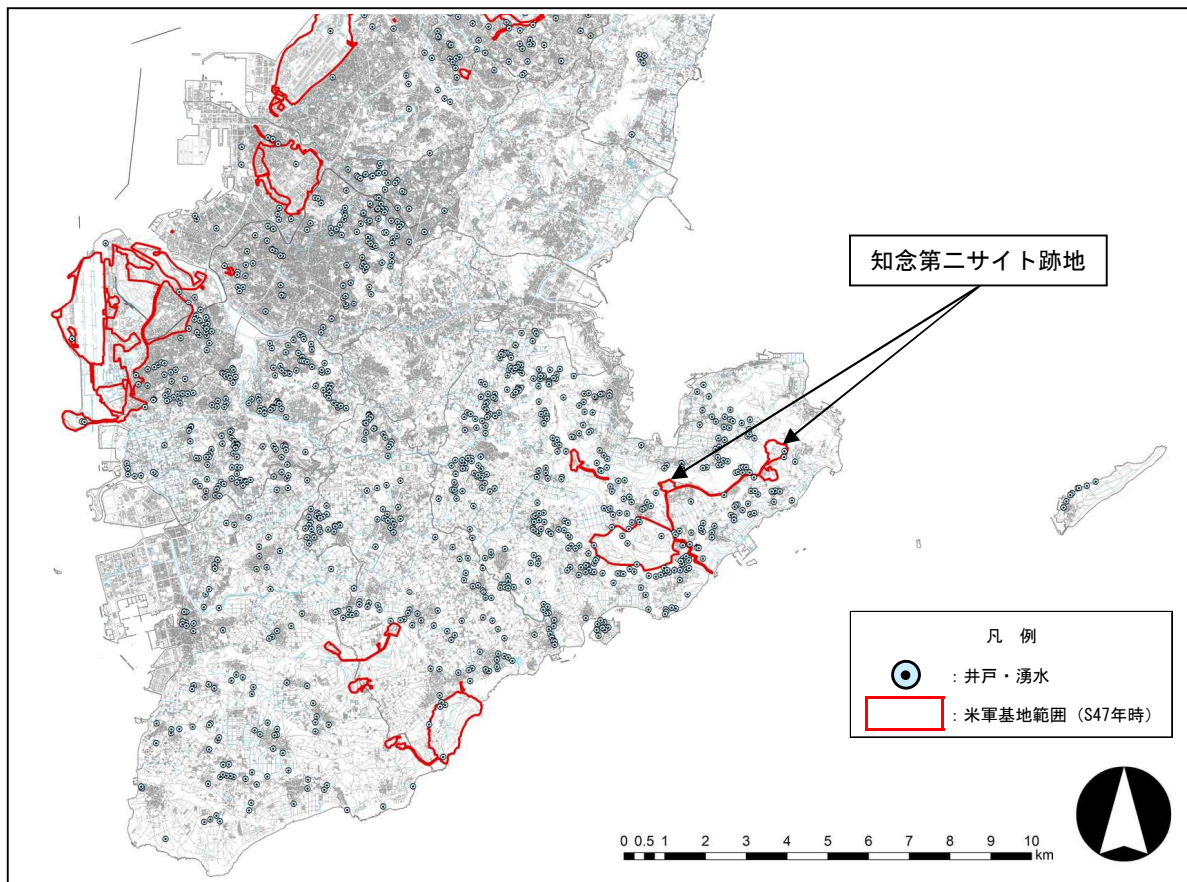 知念第二サイト跡地
凡 例
：井戸・湧水
：米軍基地範囲（S47年時）
0 0.5 1 2 3 4 5 6 7 8 9 10
km